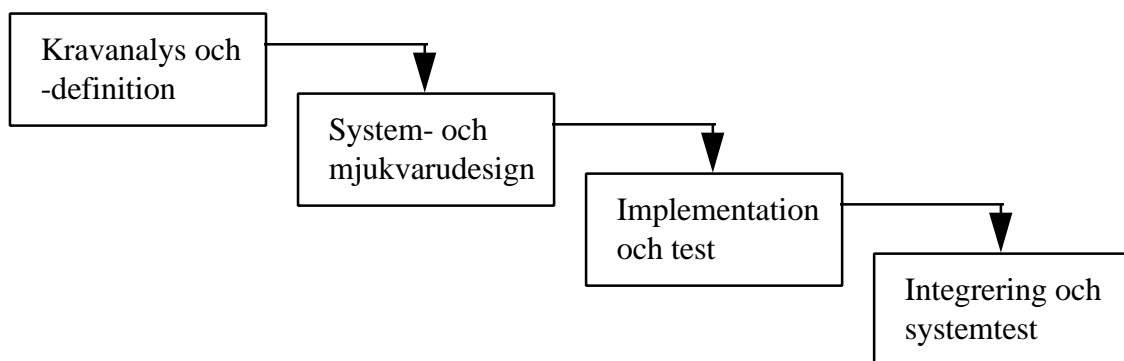 Kravanalys och
-definition
System- och
mjukvarudesign
Implementation
och test
Integrering och
systemtest